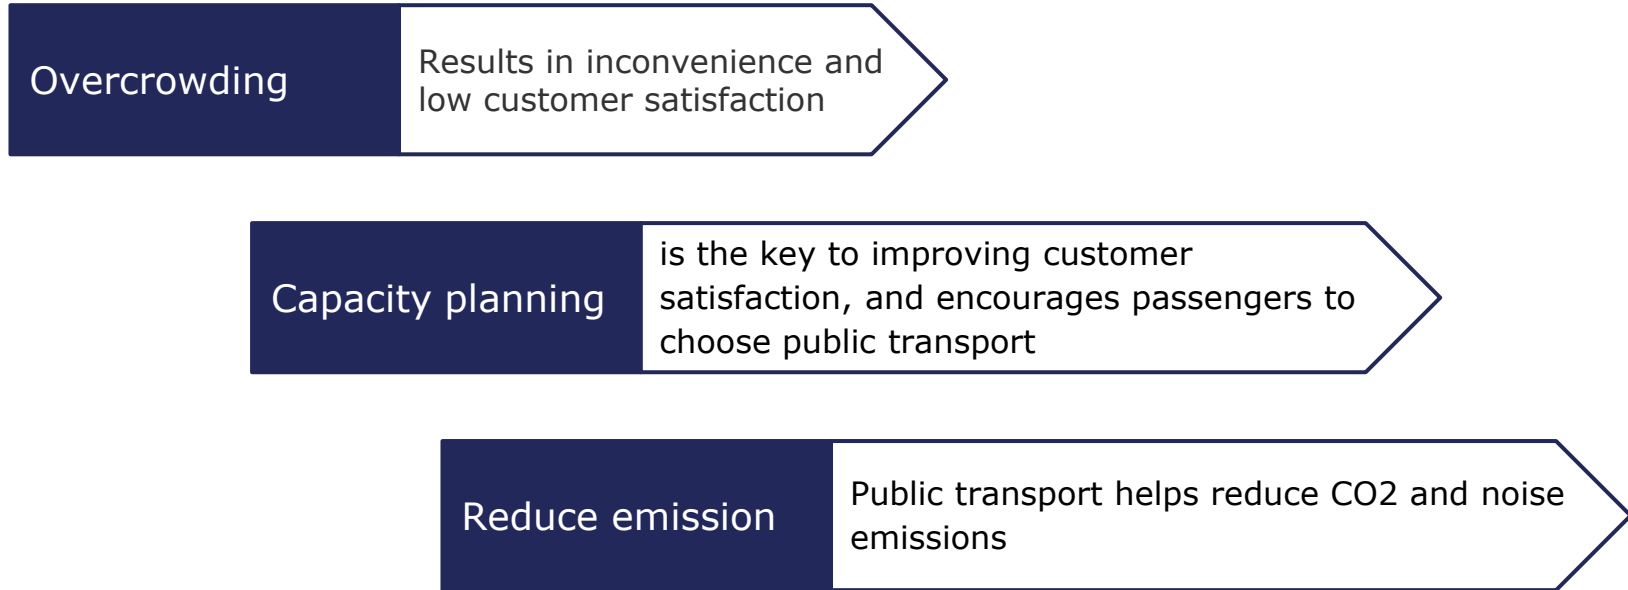 Overcrowding
Results in inconvenience and
low customer satisfaction
Capacity planning
is the key to improving customer
satisfaction, and encourages passengers to
choose public transport
Reduce emission
Public transport helps reduce CO2 and noise
emissions